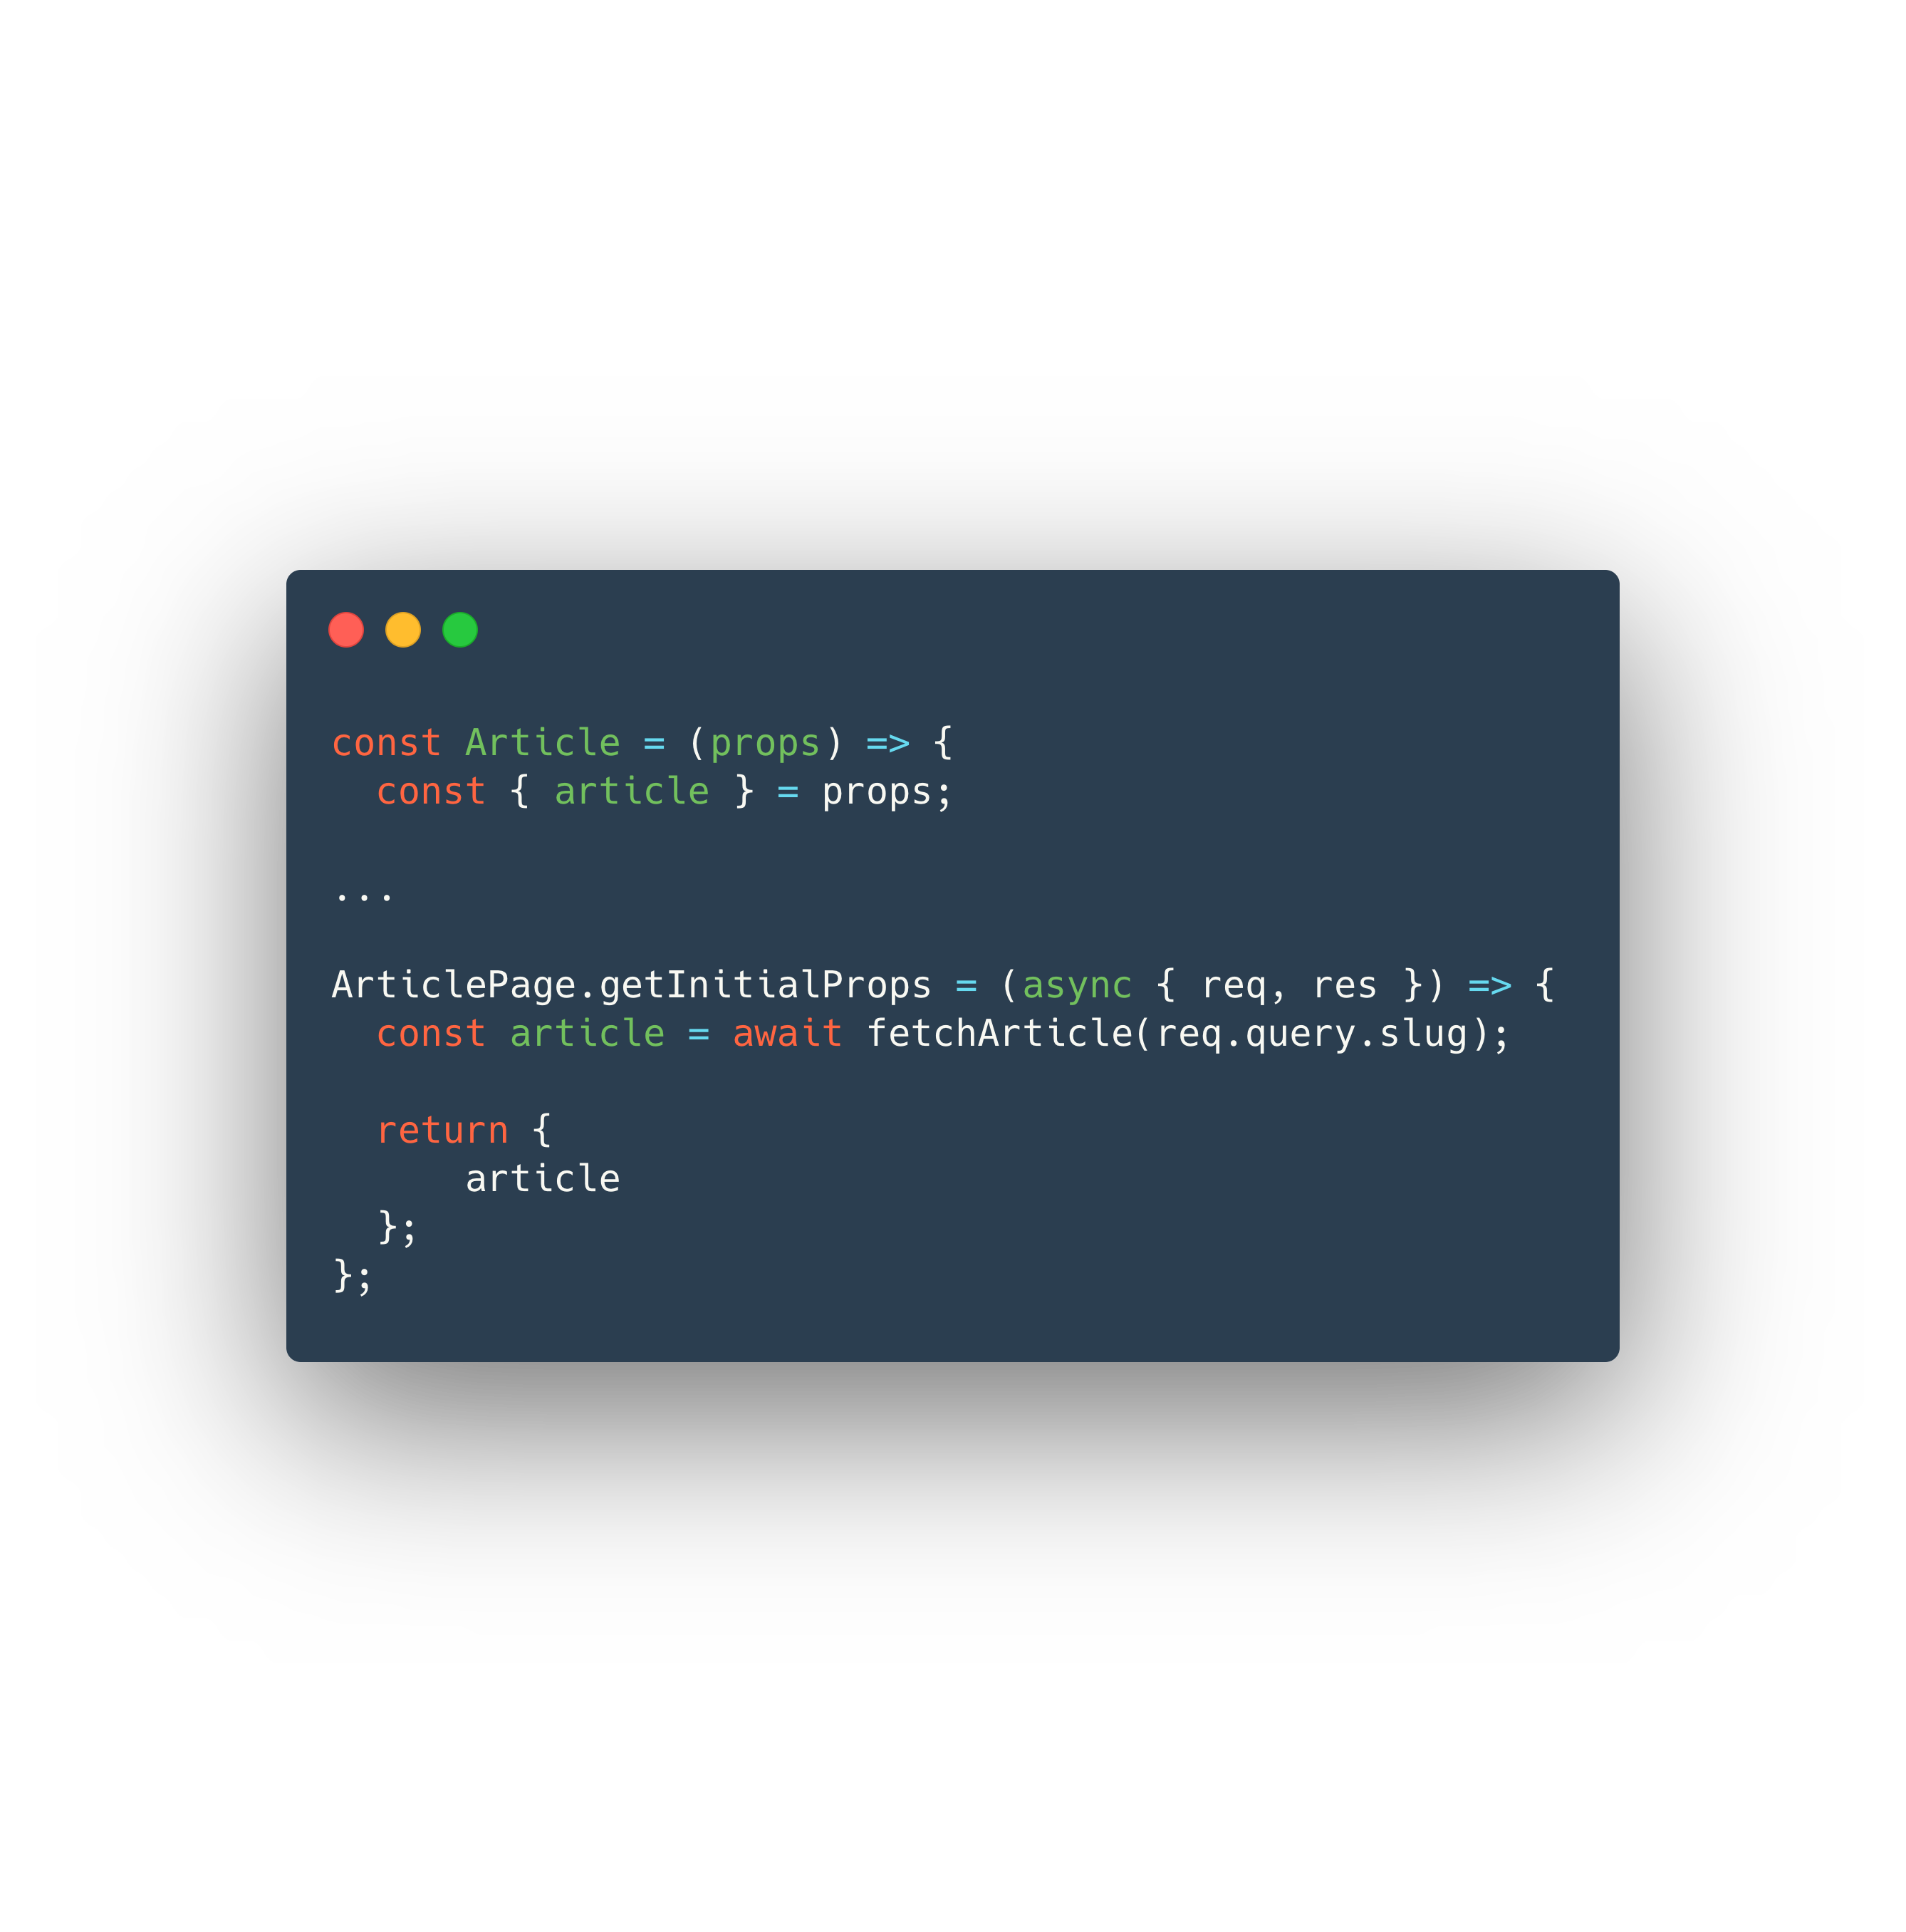 const Article = (props) => {
  const { article } = props;

...

ArticlePage.getInitialProps = (async { req, res }) => {
  const article = await fetchArticle(req.query.slug);

  return {
      article
  };
};